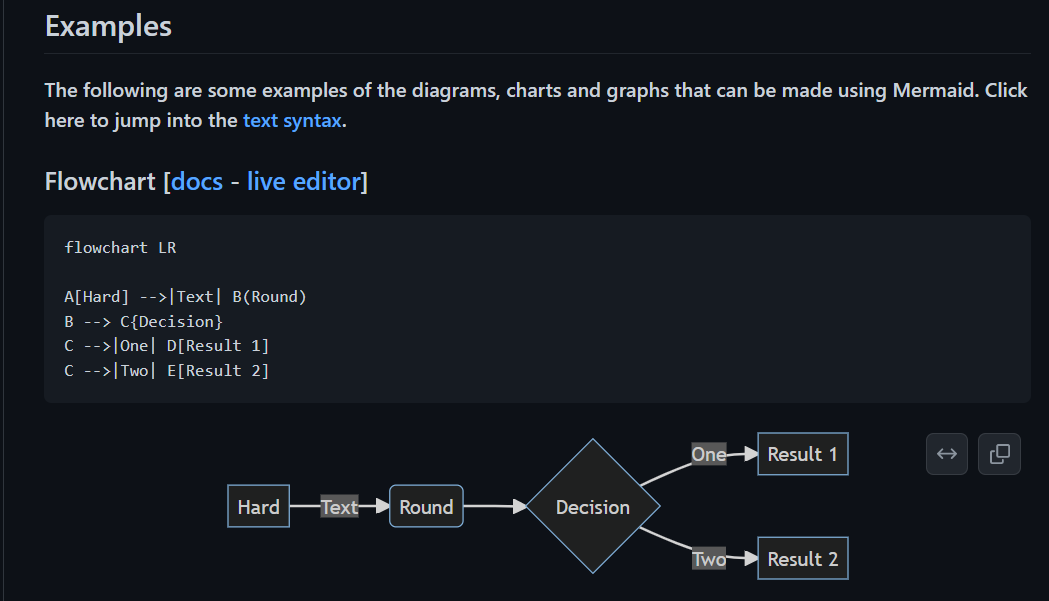 Examples
The following are some examples of the diagrams, charts and graphs that can be made using Mermaid. Click
here to jump into the text syntax.
Flowchart [docs - live editor]
flowchart LR
A[Hard] -->|Text| B(Round)
B --> C{Decision}
C -->|One| D[Result 1]
C -->|Two| E[Result 2]
One Result 1
Hard Text Round Decision
Two Result 2